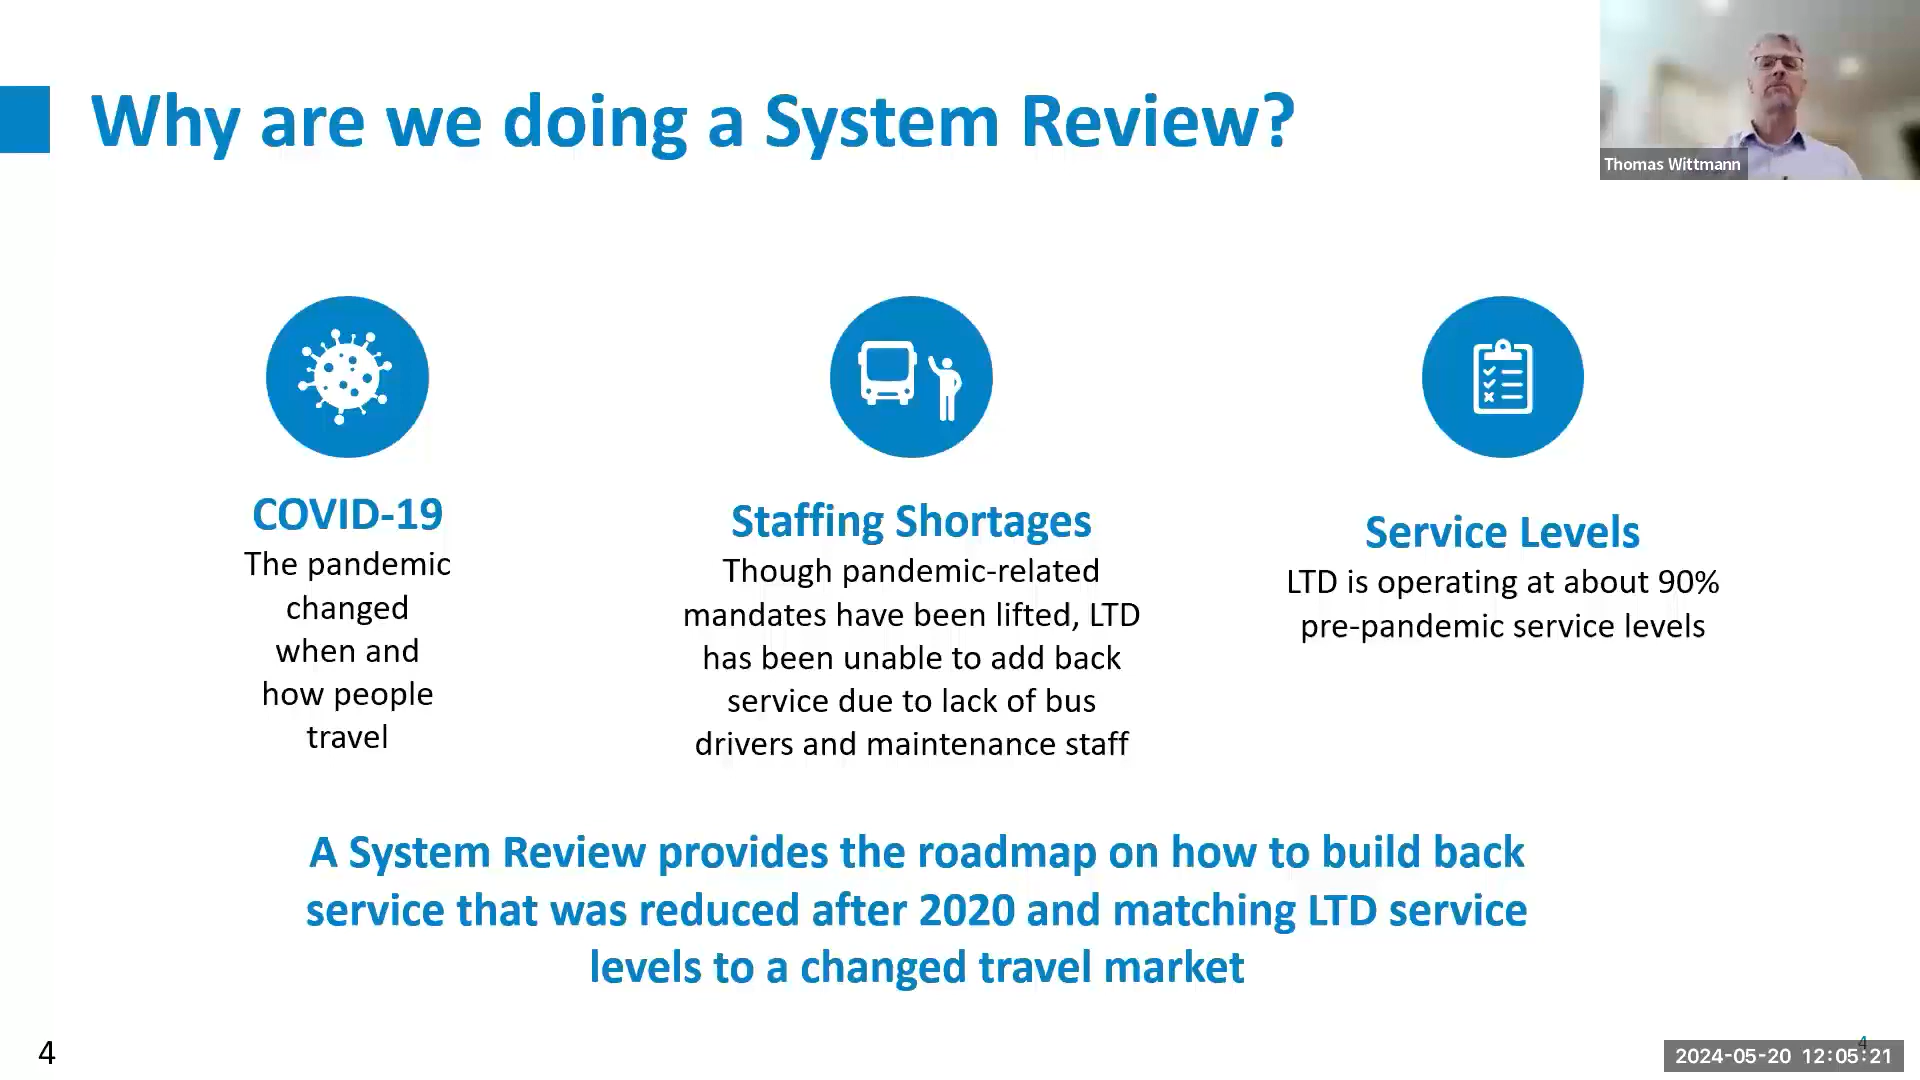 Why are we doing a System Review?
Thomas Wittmann
COVID-19
The pandemic
changed
when and
how people
travel
Staffing Shortages
Though pandemic-related
mandates have been lifted, LTD
has been unable to add back
service due to lack of bus
drivers and maintenance staff
Service Levels
LTD is operating at about 90%
pre-pandemic service levels
A System Review provides the roadmap on how to build back
service that was reduced after 2020 and matching LTD service
levels to a changed travel market
4
4
2024-05-20 12:05:21